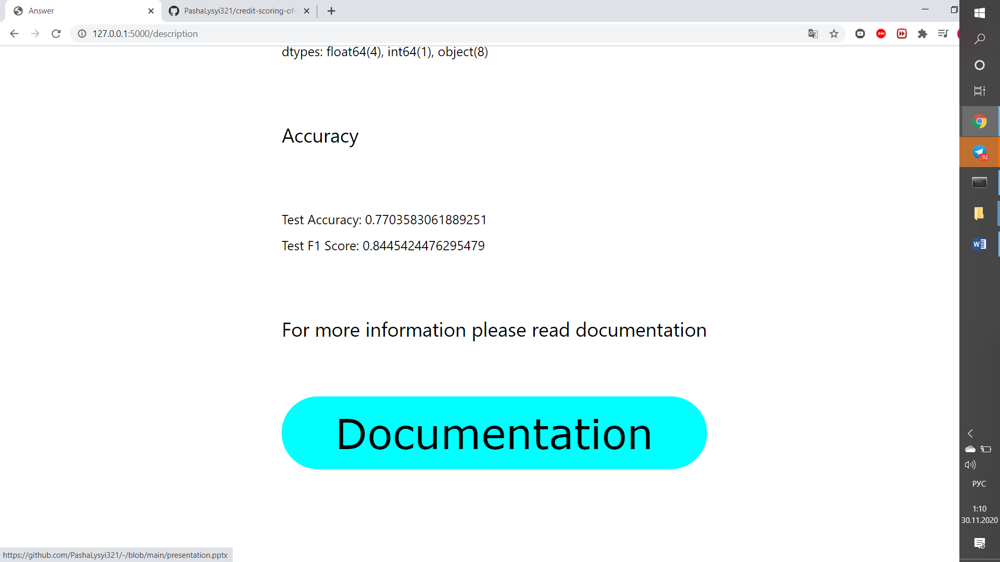 Answer
PashaLysyi321/credit-scoring-of-
127.0.0.1:5000/description
dtypes: float64(4), int64(1), object(8)
Accuracy
Test Accuracy: 0.7703583061889251
Test F1 Score: 0.8445424476295479
For more information please read documentation
Documentation
https://github.com/PashaLysyi321/-/blob/main/presentation.pptx
..92
W
РУС
1:10
30.11.2020